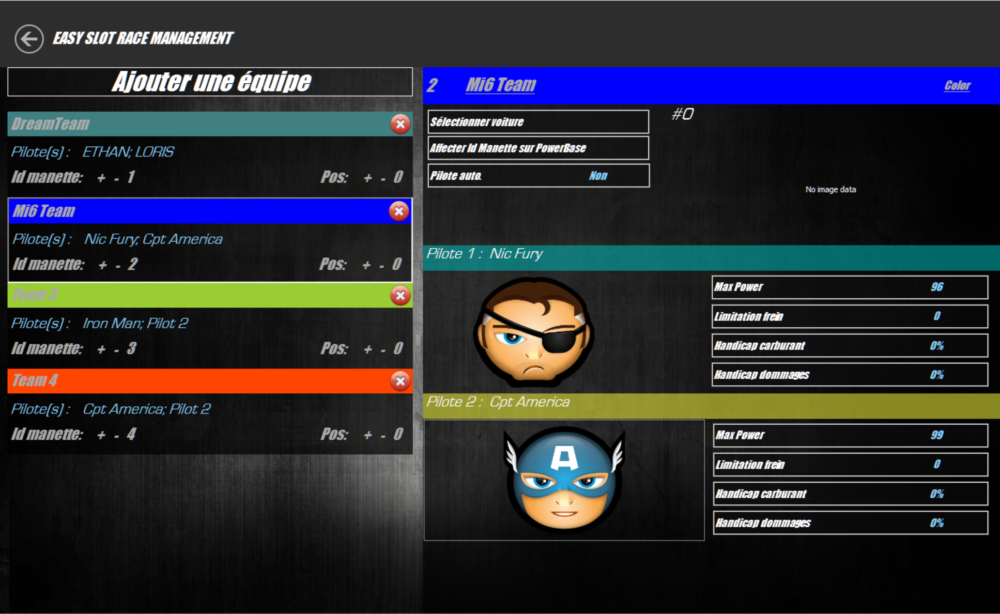 EASY SLOT RACE MANAGEMENT
Ajouter une équipe
DreamTeam
Pilote(s) : ETHAN; LORIS
Id manette: + - 1 Pos: + - 0
Mi6 Team
Pilote(s) : Nic Fury; Cpt America
Id manette: + - 2 Pos: + - 0
Team 3
Pilote(s) : Iron Man; Pilot 2
Id manette: + - 3 Pos: + - 0
Team 4
Pilote(s) : Cpt America; Pilot 2
Id manette: + - 4 Pos: + - 0
2 Mi6 Team Color
Sélectionner voiture
#0
Affecter Id Manette sur PowerBase
Pilote auto. Non
No image data
Pilote 1 : Nic Fury
Max Power 96
Limitation frein 0
Handicap carburant 0%
Handicap dommages 0%
Pilote 2 : Cpt America
A
Max Power 99
Limitation frein 0
Handicap carburant 0%
Handicap dommages 0%